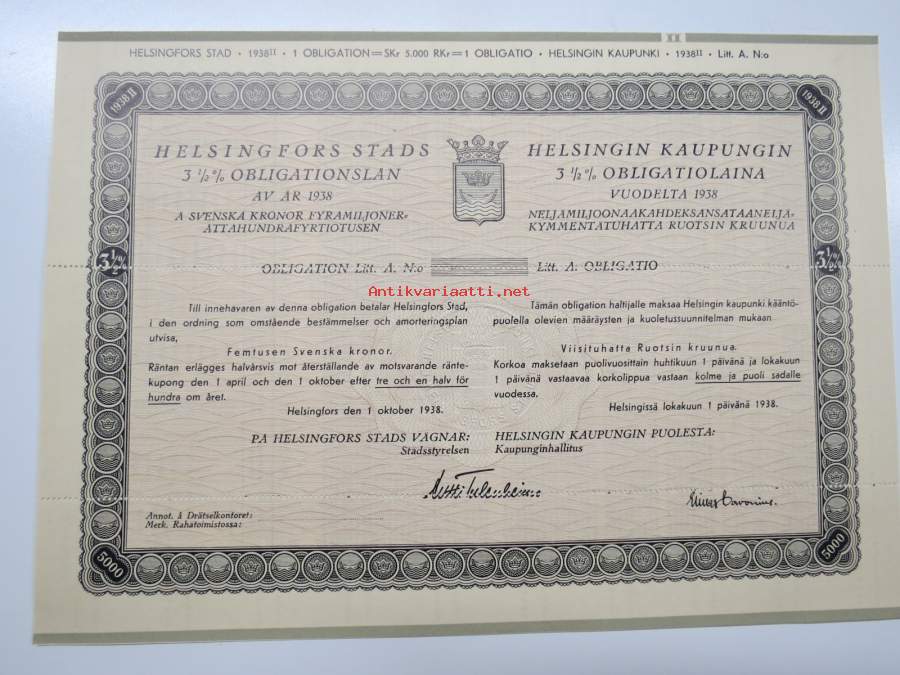 HELSINGFORS STAD • 1938 II • 1 OBLIGATION = SKr 5.000 RKr = 1 OBLIGATIO • HELSINGIN KAUPUNKI • 1938 II • Litt. A. N:o
1938 II
1938 II
HELSINGFORS STADS
3 1/2 % OBLIGATIONSLÅN
AV ÅR 1938
Å SVENSKA KRONOR FYRAMILJONER-
ÅTTAHUNDRAFYRTIOTUSEN
HELSINGIN KAUPUNGIN
3 1/2 % OBLIGATIOLAINA
VUODELTA 1938
NELJÄMILJOONAAKAHDEKSANSATAANELJÄ-
KYMMENTÄTUHATTA RUOTSIN KRUUNUA
3 1/2 %
3 1/2 %
OBLIGATION Litt. A. N:o
Litt. A. OBLIGATIO
Antikvariaatti.net
Till innehavaren av denna obligation betalar Helsingfors Stad,
i den ordning som omstående bestämmelser och amorteringsplan
utvisa,
Femtusen Svenska kronor.
Räntan erlägges halvårsvis mot återställande av motsvarande ränte-
kupong den 1 april och den 1 oktober efter tre och en halv för
hundra om året.
Helsingfors den 1 oktober 1938.
PÅ HELSINGFORS STADS VÄGNAR:
Stadsstyrelsen
Tämän obligation haltijalle maksaa Helsingin kaupunki kääntö-
puolella olevien määräysten ja kuoletussuunnitelman mukaan
Viisituhatta Ruotsin kruunua.
Korkoa maksetaan puolivuosittain huhtikuun 1 päivänä ja lokakuun
1 päivänä vastaavaa korkolippua vastaan kolme ja puoli sadalle
vuodessa.
Helsingissä lokakuun 1 päivänä 1938.
HELSINGIN KAUPUNGIN PUOLESTA:
Kaupunginhallitus
Annot. å Drätselkontoret:
Merk. Rahatoimistossa:
5000
5000